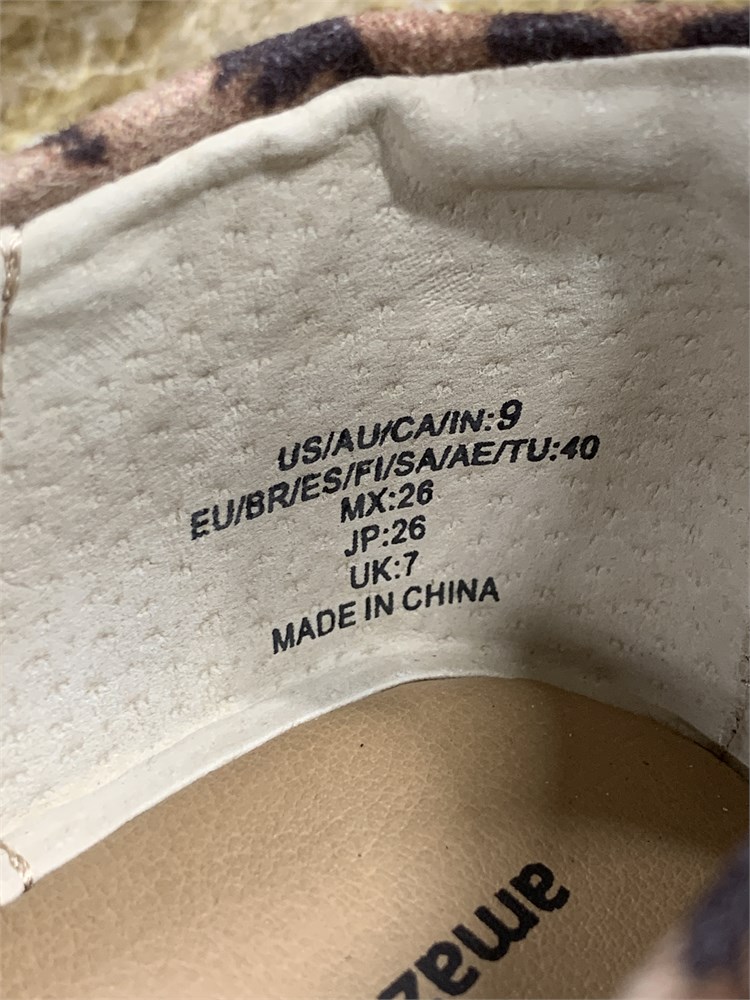 US/AU/CA/IN:9
EU/BR/ES/FI/SA/AE/TU:40
MX:26
JP:26
UK:7
MADE IN CHINA
amaz